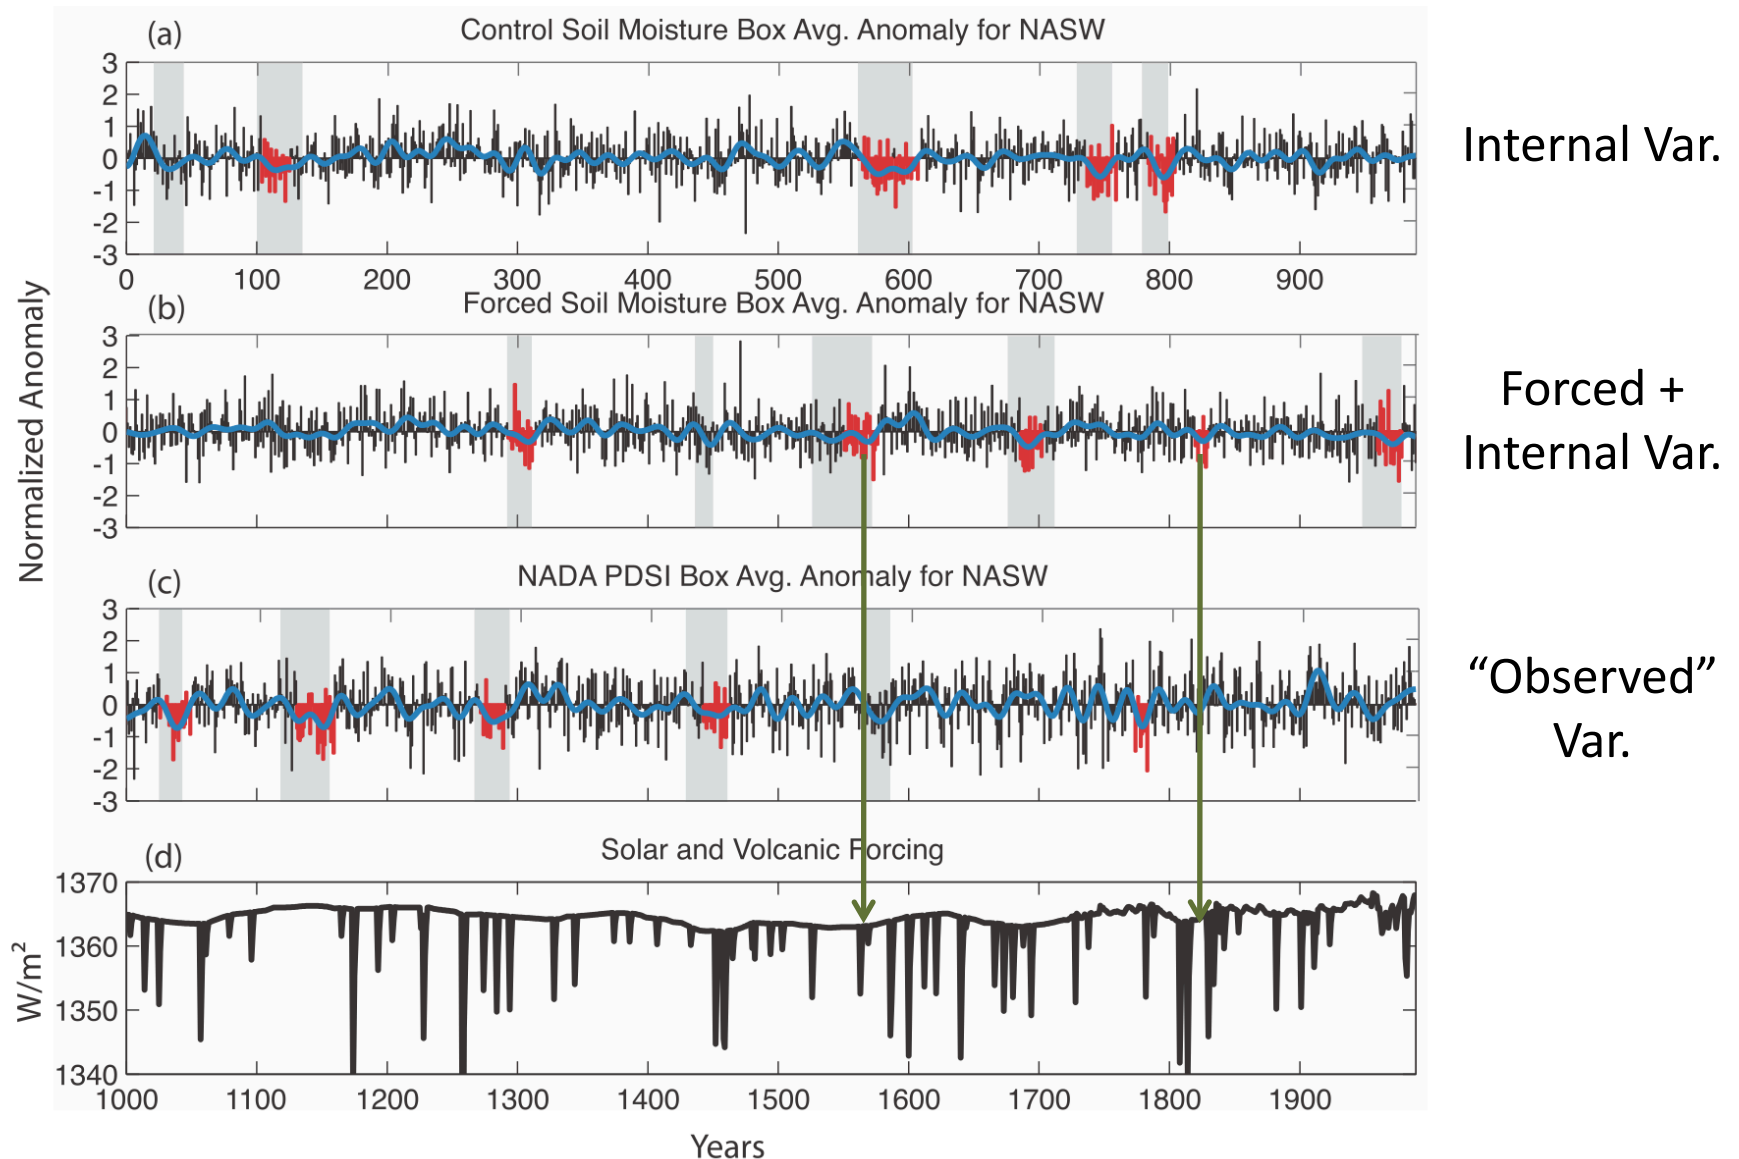 (a)
Control Soil Moisture Box Avg. Anomaly for NASW
3
2
1
0
-1
-2
-3
0 100 200 300 400 500 600 700 800 900
Internal Var.
Normalized Anomaly
(b)
Forced Soil Moisture Box Avg. Anomaly for NASW
3
2
1
0
-1
-2
-3
Forced +
Internal Var.
(c)
NADA PDSI Box Avg. Anomaly for NASW
3
2
1
0
-1
-2
-3
“Observed”
Var.
(d)
Solar and Volcanic Forcing
W/m²
1370
1360
1350
1340
1000 1100 1200 1300 1400 1500 1600 1700 1800 1900
Years